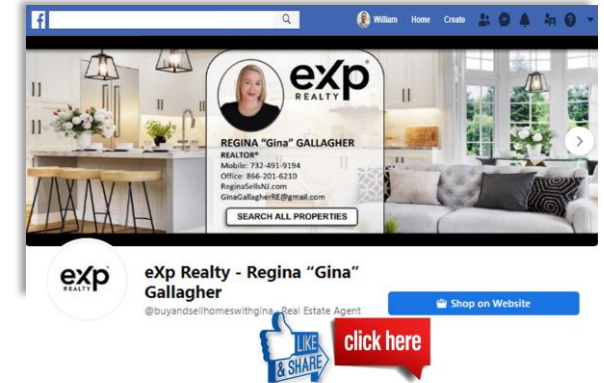 f
William Home Create
eXp
REALTY
REGINA “Gina” GALLAGHER
REALTOR®
Mobile: 732-491-9194
Office: 866-201-6210
ReginaSellsNJ.com
GinaGallagherRE@gmail.com
SEARCH ALL PROPERTIES
eXp
REALTY
eXp Realty - Regina “Gina”
Gallagher
@buyandsellhomeswithgina · Real Estate Agent
Shop on Website
LIKE
& SHARE
click here